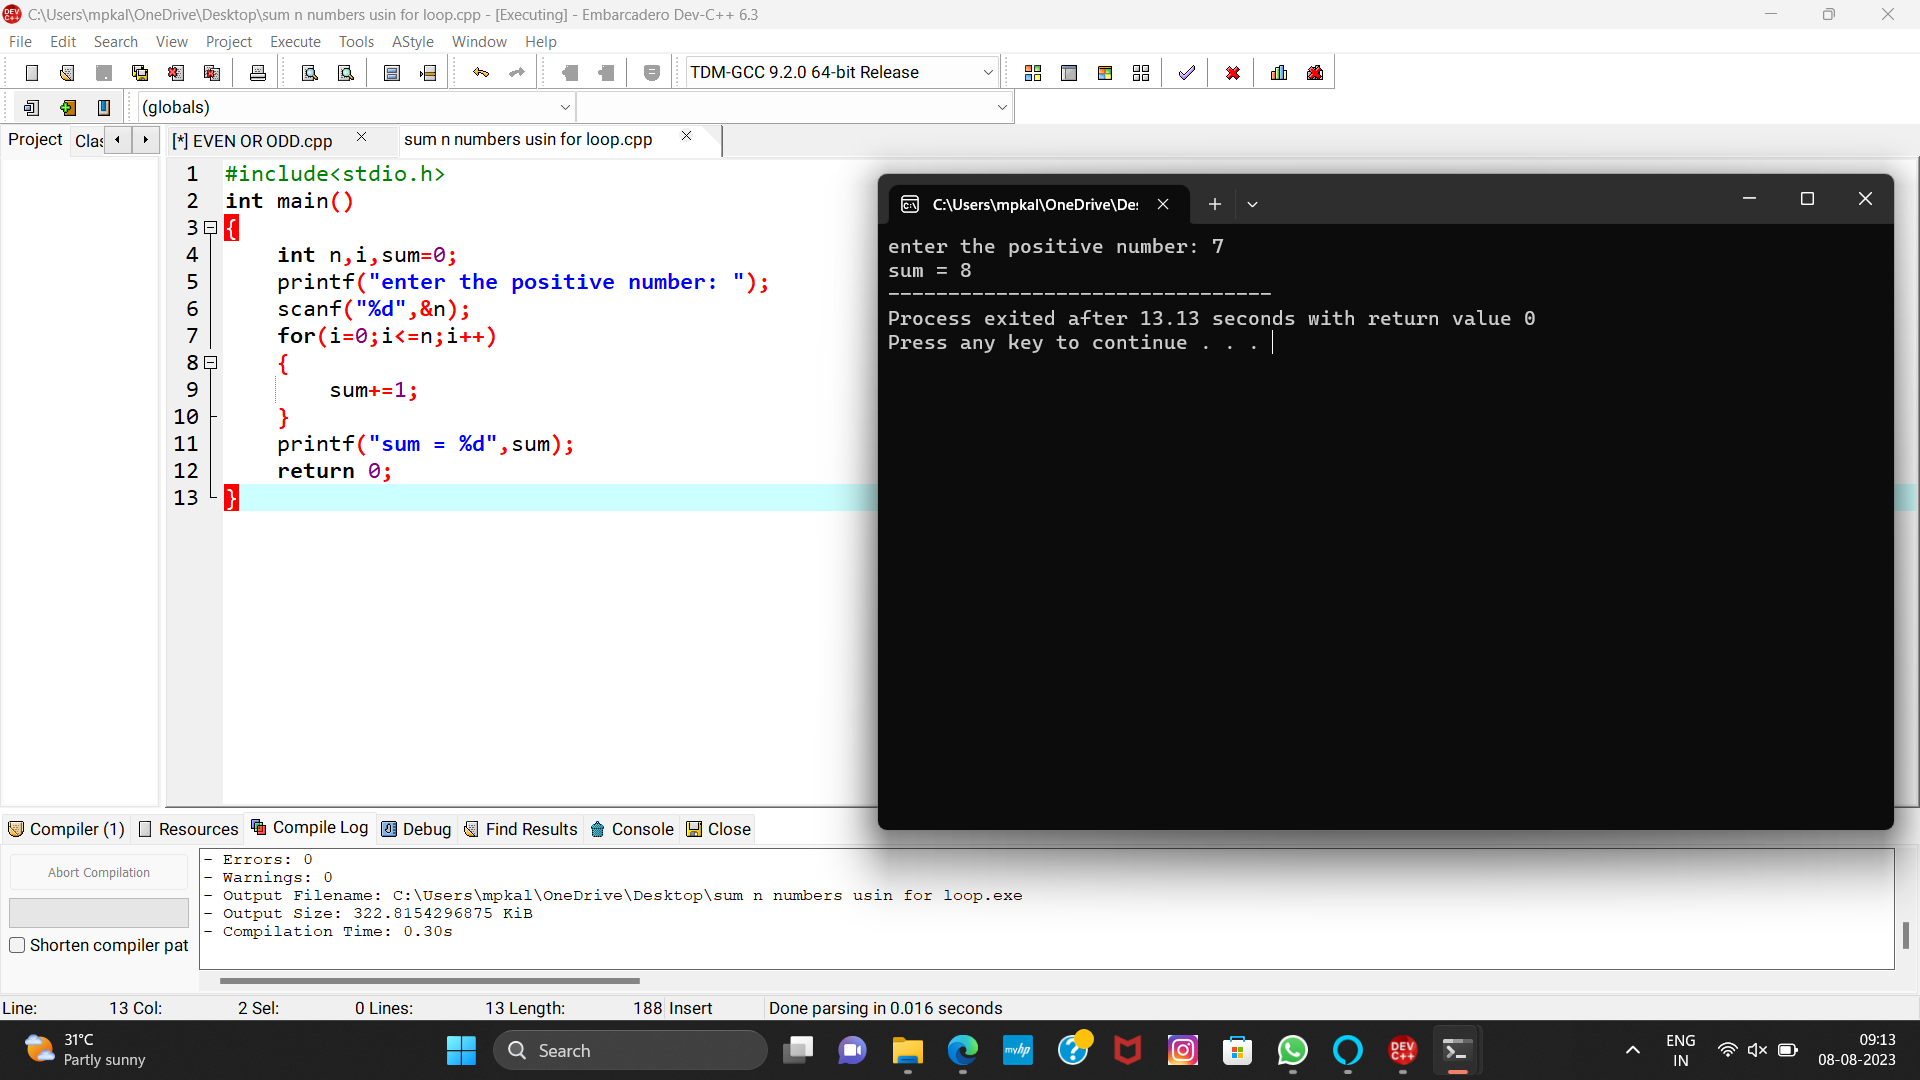 C:\Users\mpkal\OneDrive\Desktop\sum n numbers usin for loop.cpp - [Executing] - Embarcadero Dev-C++ 6.3
File Edit Search View Project Execute Tools AStyle Window Help
TDM-GCC 9.2.0 64-bit Release
(globals)
Project Clas [*] EVEN OR ODD.cpp sum n numbers usin for loop.cpp
1 #include<stdio.h>
2 int main()
3 {
4 int n,i,sum=0;
5 printf("enter the positive number: ");
6 scanf("%d",&n);
7 for(i=0;i<=n;i++)
8 {
9 sum+=1;
10 }
11 printf("sum = %d",sum);
12 return 0;
13 }
C:\Users\mpkal\OneDrive\Des
enter the positive number: 7
sum = 8
--------------------------------
Process exited after 13.13 seconds with return value 0
Press any key to continue . . .
Compiler (1) Resources Compile Log Debug Find Results Console Close
Abort Compilation
Shorten compiler pat
- Errors: 0
- Warnings: 0
- Output Filename: C:\Users\mpkal\OneDrive\Desktop\sum n numbers usin for loop.exe
- Output Size: 322.8154296875 KiB
- Compilation Time: 0.30s
Line: 13 Col: 2 Sel: 0 Lines: 13 Length: 188 Insert Done parsing in 0.016 seconds
31°C
Partly sunny
Search
myhp
DEV C++
ENG
IN
09:13
08-08-2023